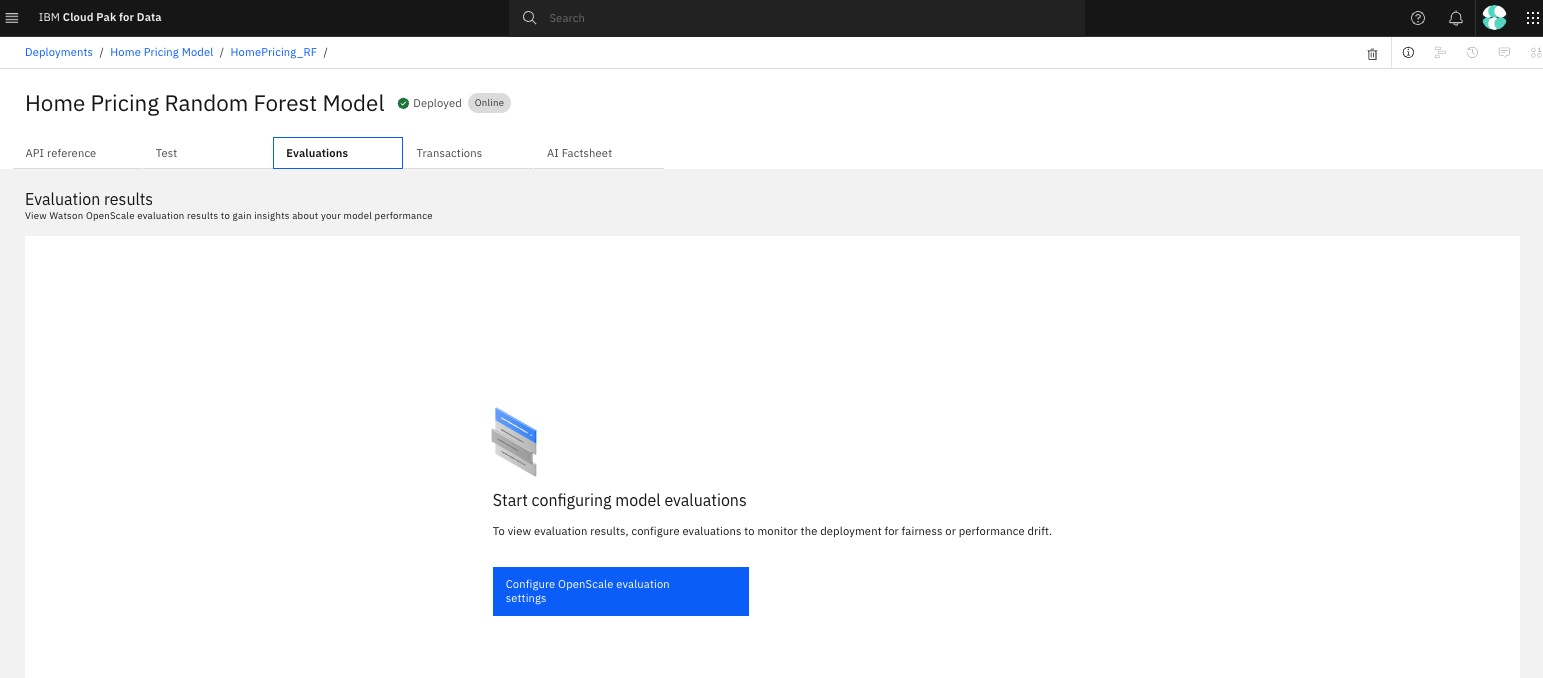 IBM Cloud Pak for Data
Search
Deployments / Home Pricing Model / HomePricing_RF /
Home Pricing Random Forest Model
Deployed
Online
API reference
Test
Evaluations
Transactions
AI Factsheet
Evaluation results
View Watson OpenScale evaluation results to gain insights about your model performance
Start configuring model evaluations
To view evaluation results, configure evaluations to monitor the deployment for fairness or performance drift.
Configure OpenScale evaluation
settings